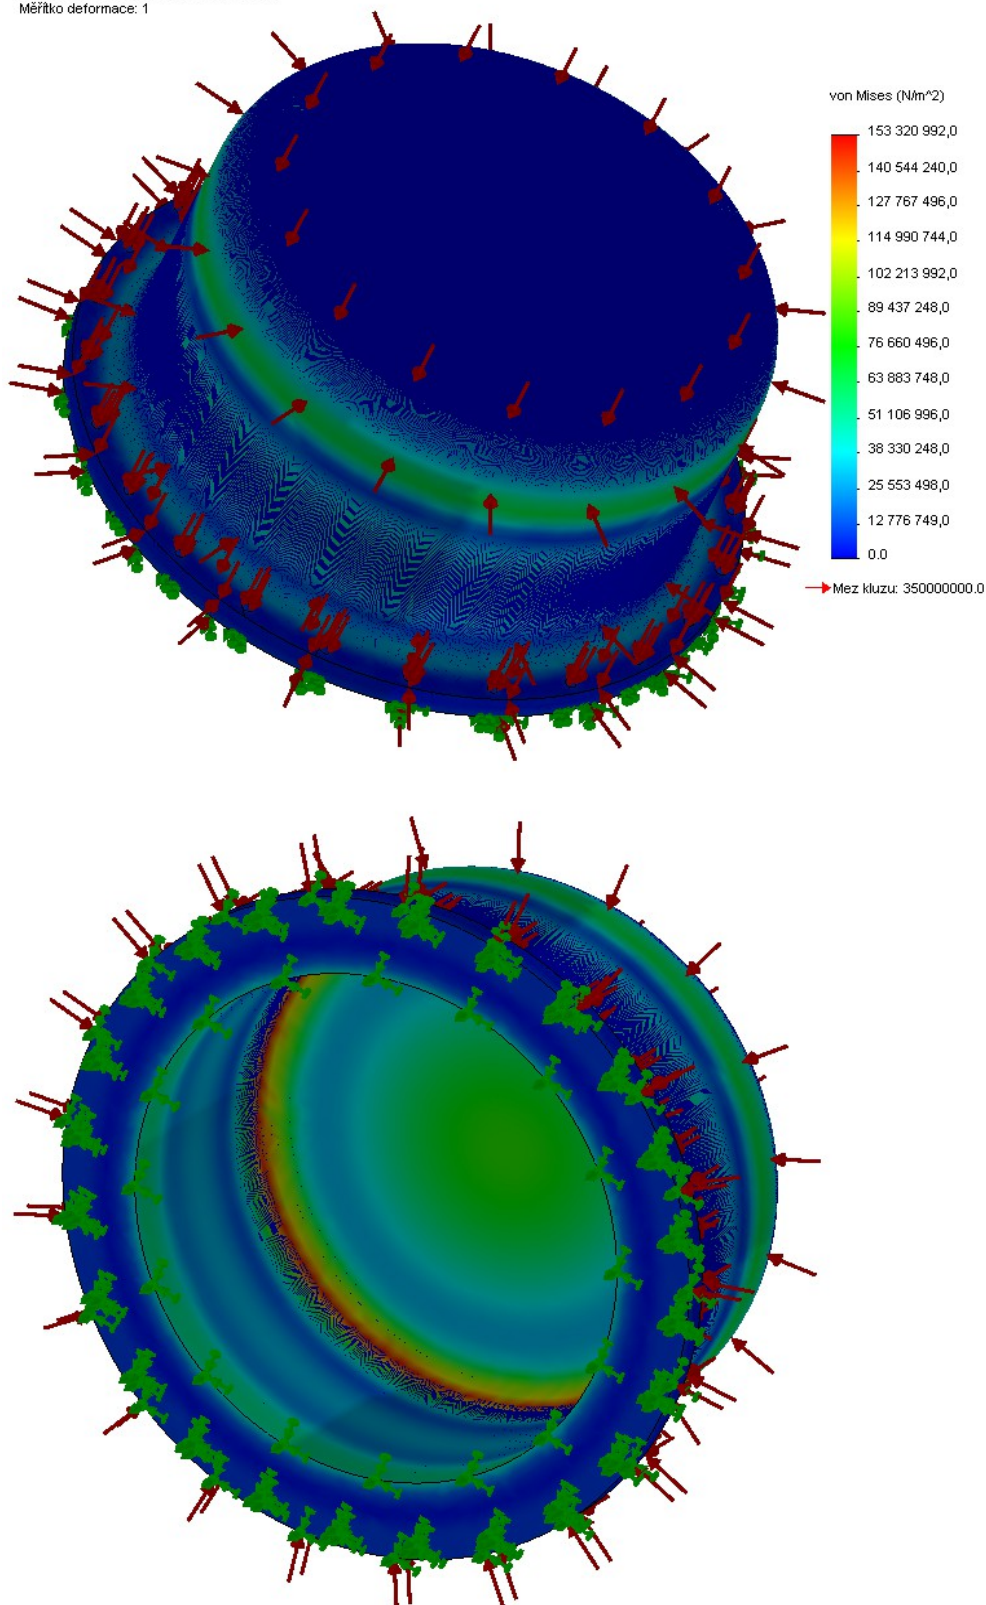 Měřítko deformace: 1
von Mises (N/m^2)
153 320 992,0
140 544 240,0
127 767 496,0
114 990 744,0
102 213 992,0
89 437 248,0
76 660 496,0
63 883 748,0
51 106 996,0
38 330 248,0
25 553 498,0
12 776 749,0
0.0
Mez kluzu: 350000000.0